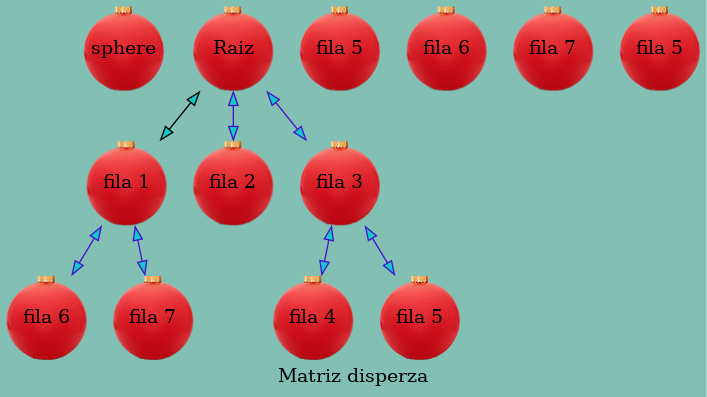 sphere Raiz fila 5 fila 6 fila 7 fila 5
fila 1 fila 2 fila 3
fila 6 fila 7 fila 4 fila 5
Matriz disperza